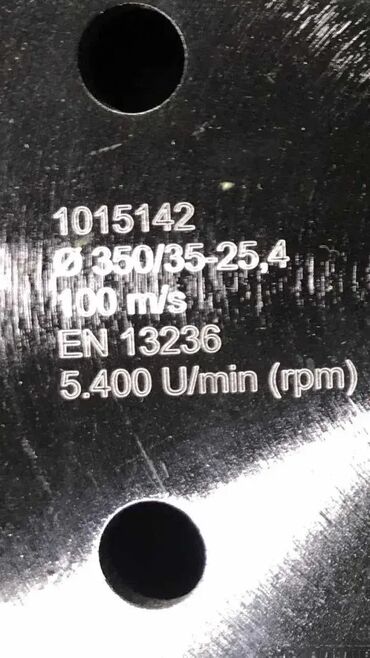 1015142
Ø 350/35-25,4
100 m/s
EN 13236
5.400 U/min (rpm)